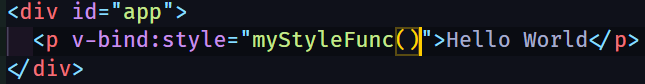 <div id="app">
<p v-bind:style="myStyleFunc()">Hello World</p>
</div>